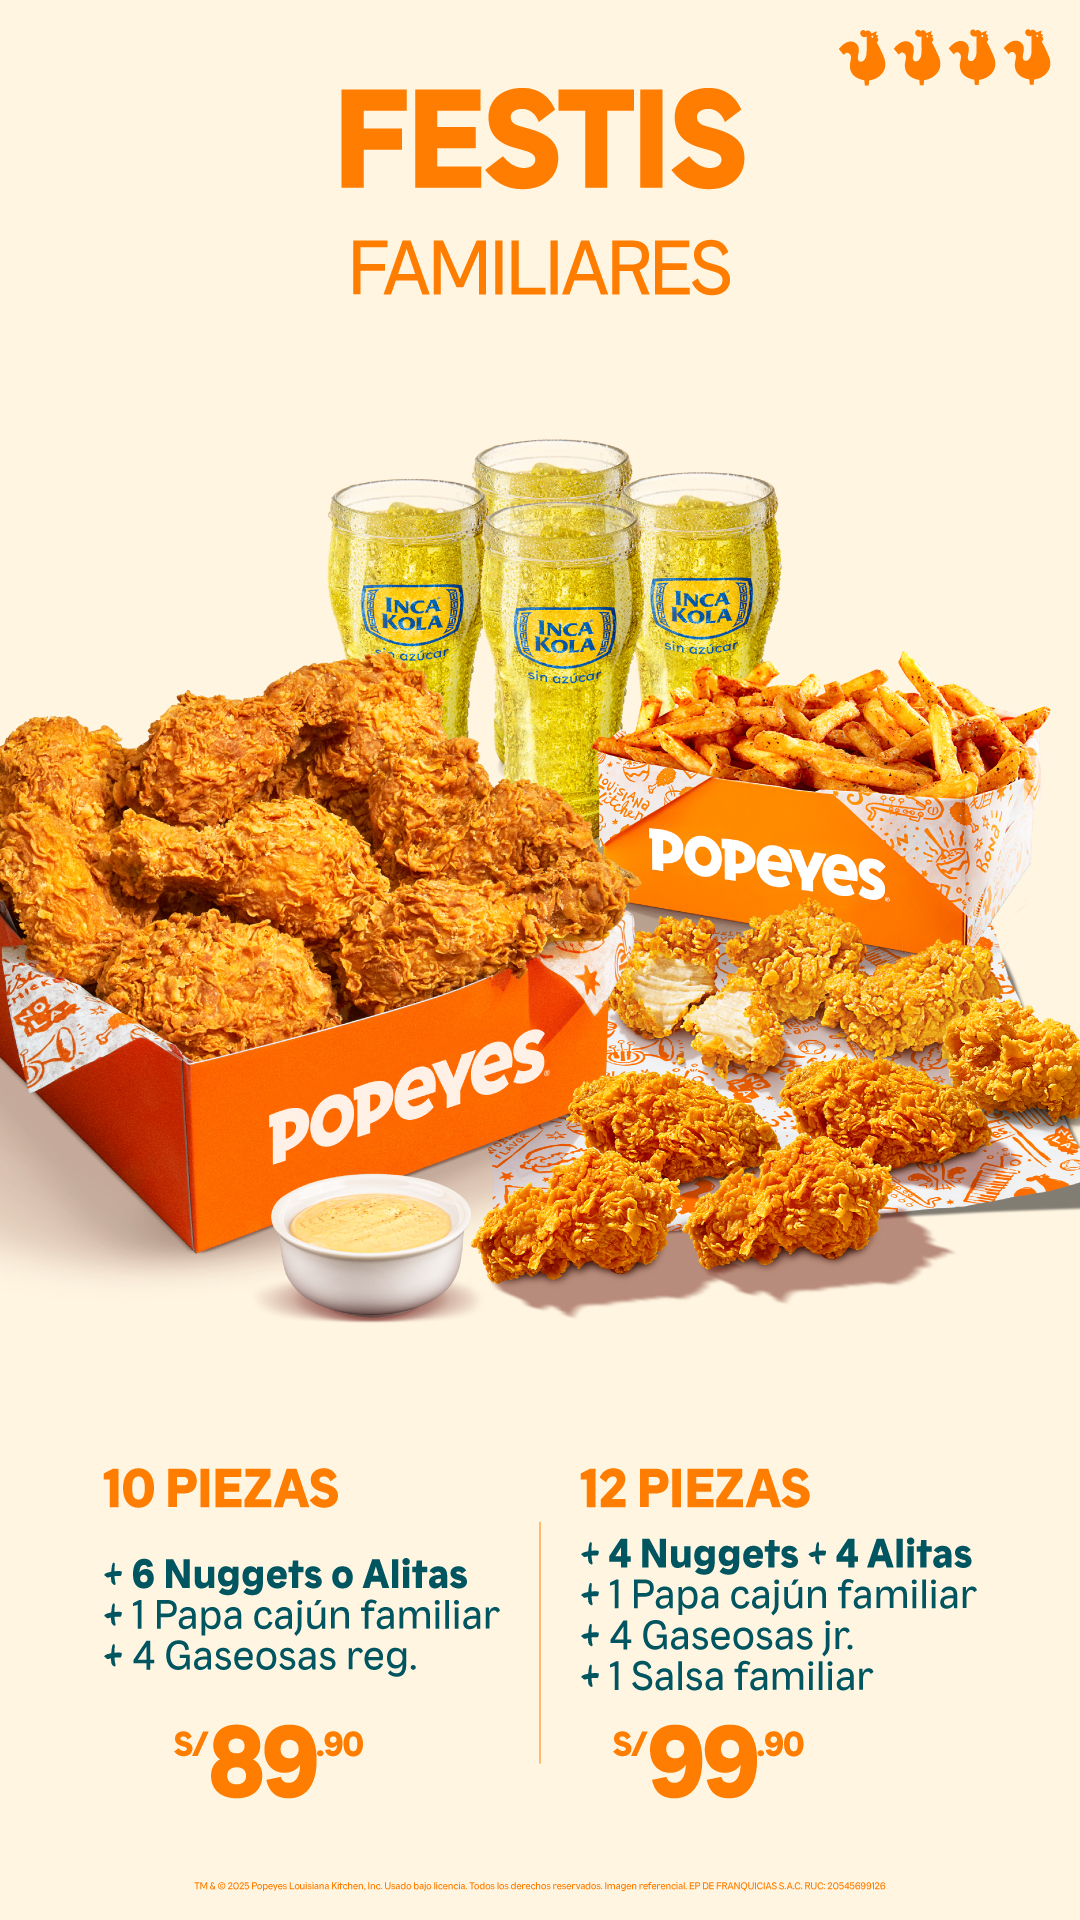 FESTIS
FAMILIARES
INCA
KOLA
sin azúcar
INCA
KOLA
sin azúcar
INCA
KOLA
sin azúcar
POPEYES
POPEYES
10 PIEZAS
+ 6 Nuggets o Alitas
+ 1 Papa cajún familiar
+ 4 Gaseosas reg.
S/89.90
12 PIEZAS
+ 4 Nuggets + 4 Alitas
+ 1 Papa cajún familiar
+ 4 Gaseosas jr.
+ 1 Salsa familiar
S/99.90
TM & © 2025 Popeyes Louisiana Kitchen, Inc. Usado bajo licencia. Todos los derechos reservados. Imagen referencial. EP DE FRANQUICIAS S.A.C. RUC: 20545699126